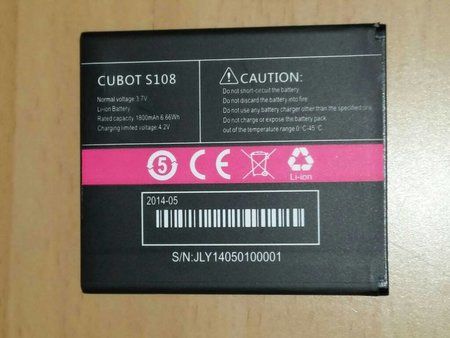 CUBOT S108
Normal voltage: 3.7V
Li-ion Battery
Rated capacity: 1800mAh 6.66Wh
Charging limited voltage: 4.2V
CAUTION:
Do not short-circuit the battery
Do not discard the battery into fire
Do not use any battery charger other than the specified
Do not expose, place or store the battery
out of the temperature range 0°C-45°C
5
CE
Li-ion
2014-05
S/N:JLY14050100001